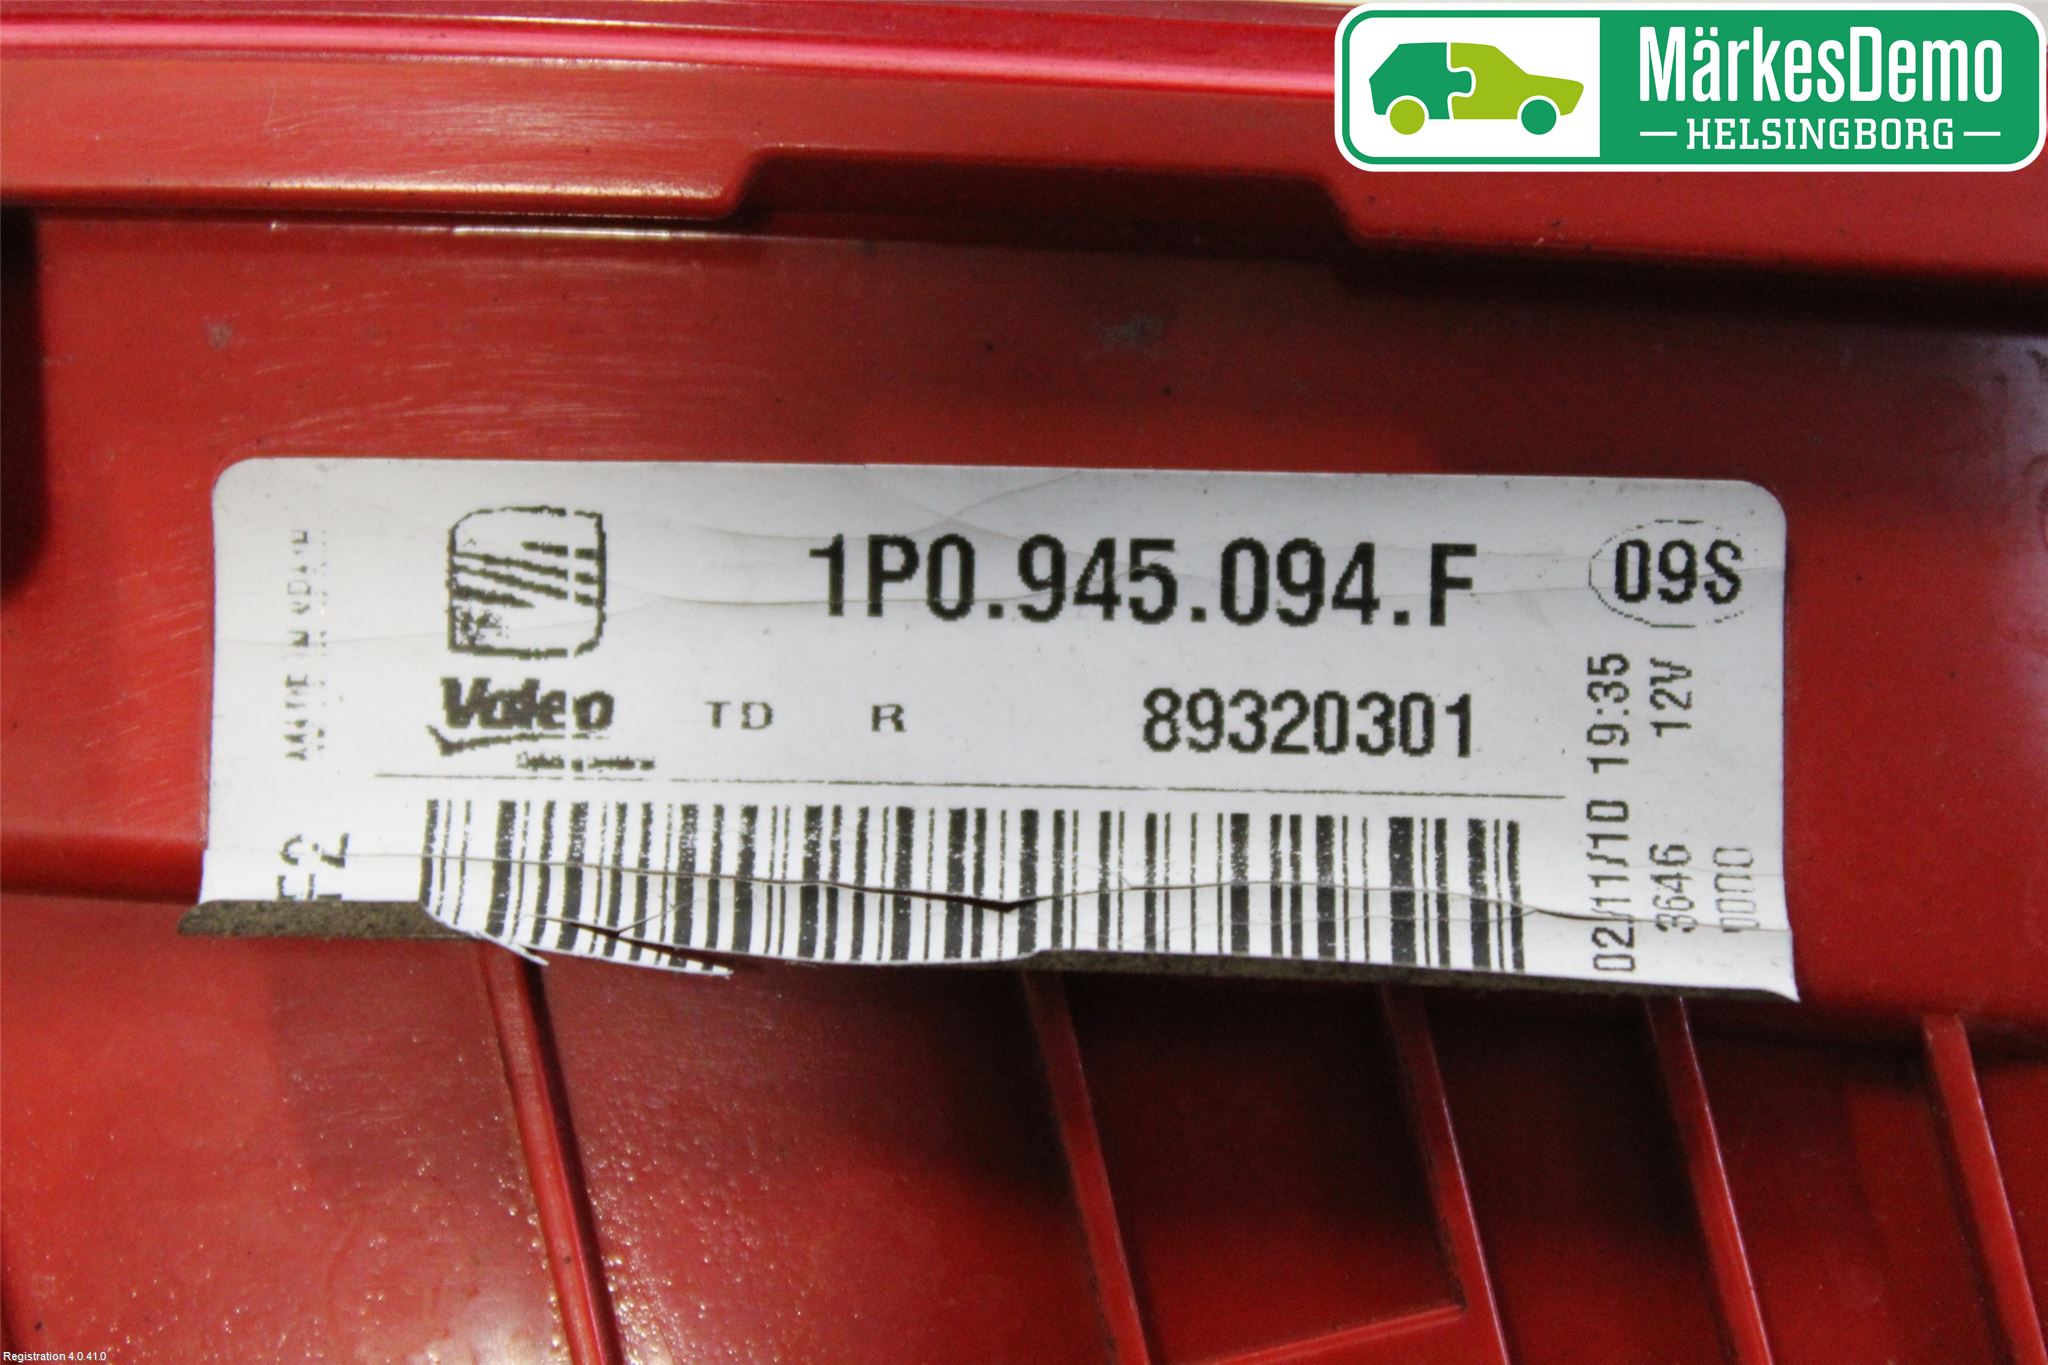 MärkesDemo
HELSINGBORG
1P0.945.094.F
09S
Valeo
TD R 89320301
02/11/10 19:35
3646 12V
0000
Registration 4.0.41.0